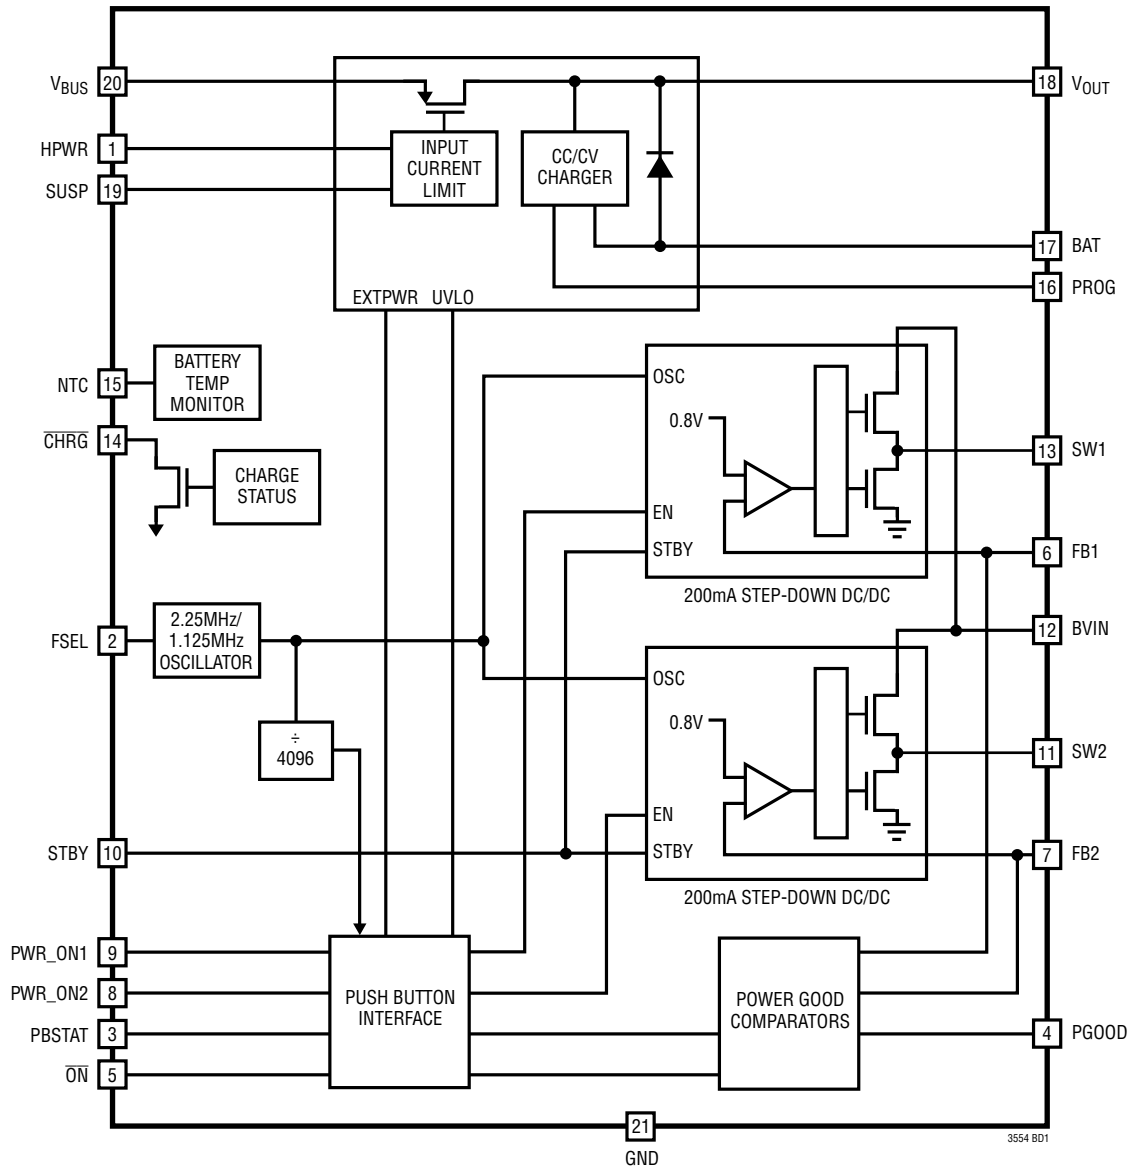 VBUS 20
18 VOUT
HPWR 1
INPUT
CURRENT
LIMIT
CC/CV
CHARGER
SUSP 19
17 BAT
16 PROG
EXTPWR UVLO
NTC 15
BATTERY
TEMP
MONITOR
CHRG 14
CHARGE
STATUS
OSC
0.8V
13 SW1
EN
STBY
6 FB1
200mA STEP-DOWN DC/DC
FSEL 2
2.25MHz/
1.125MHz
OSCILLATOR
12 BVIN
÷
4096
OSC
0.8V
11 SW2
EN
STBY
STBY 10
7 FB2
200mA STEP-DOWN DC/DC
PWR_ON1 9
PWR_ON2 8
PBSTAT 3
ON 5
PUSH BUTTON
INTERFACE
POWER GOOD
COMPARATORS
4 PGOOD
21
GND
3554 BD1